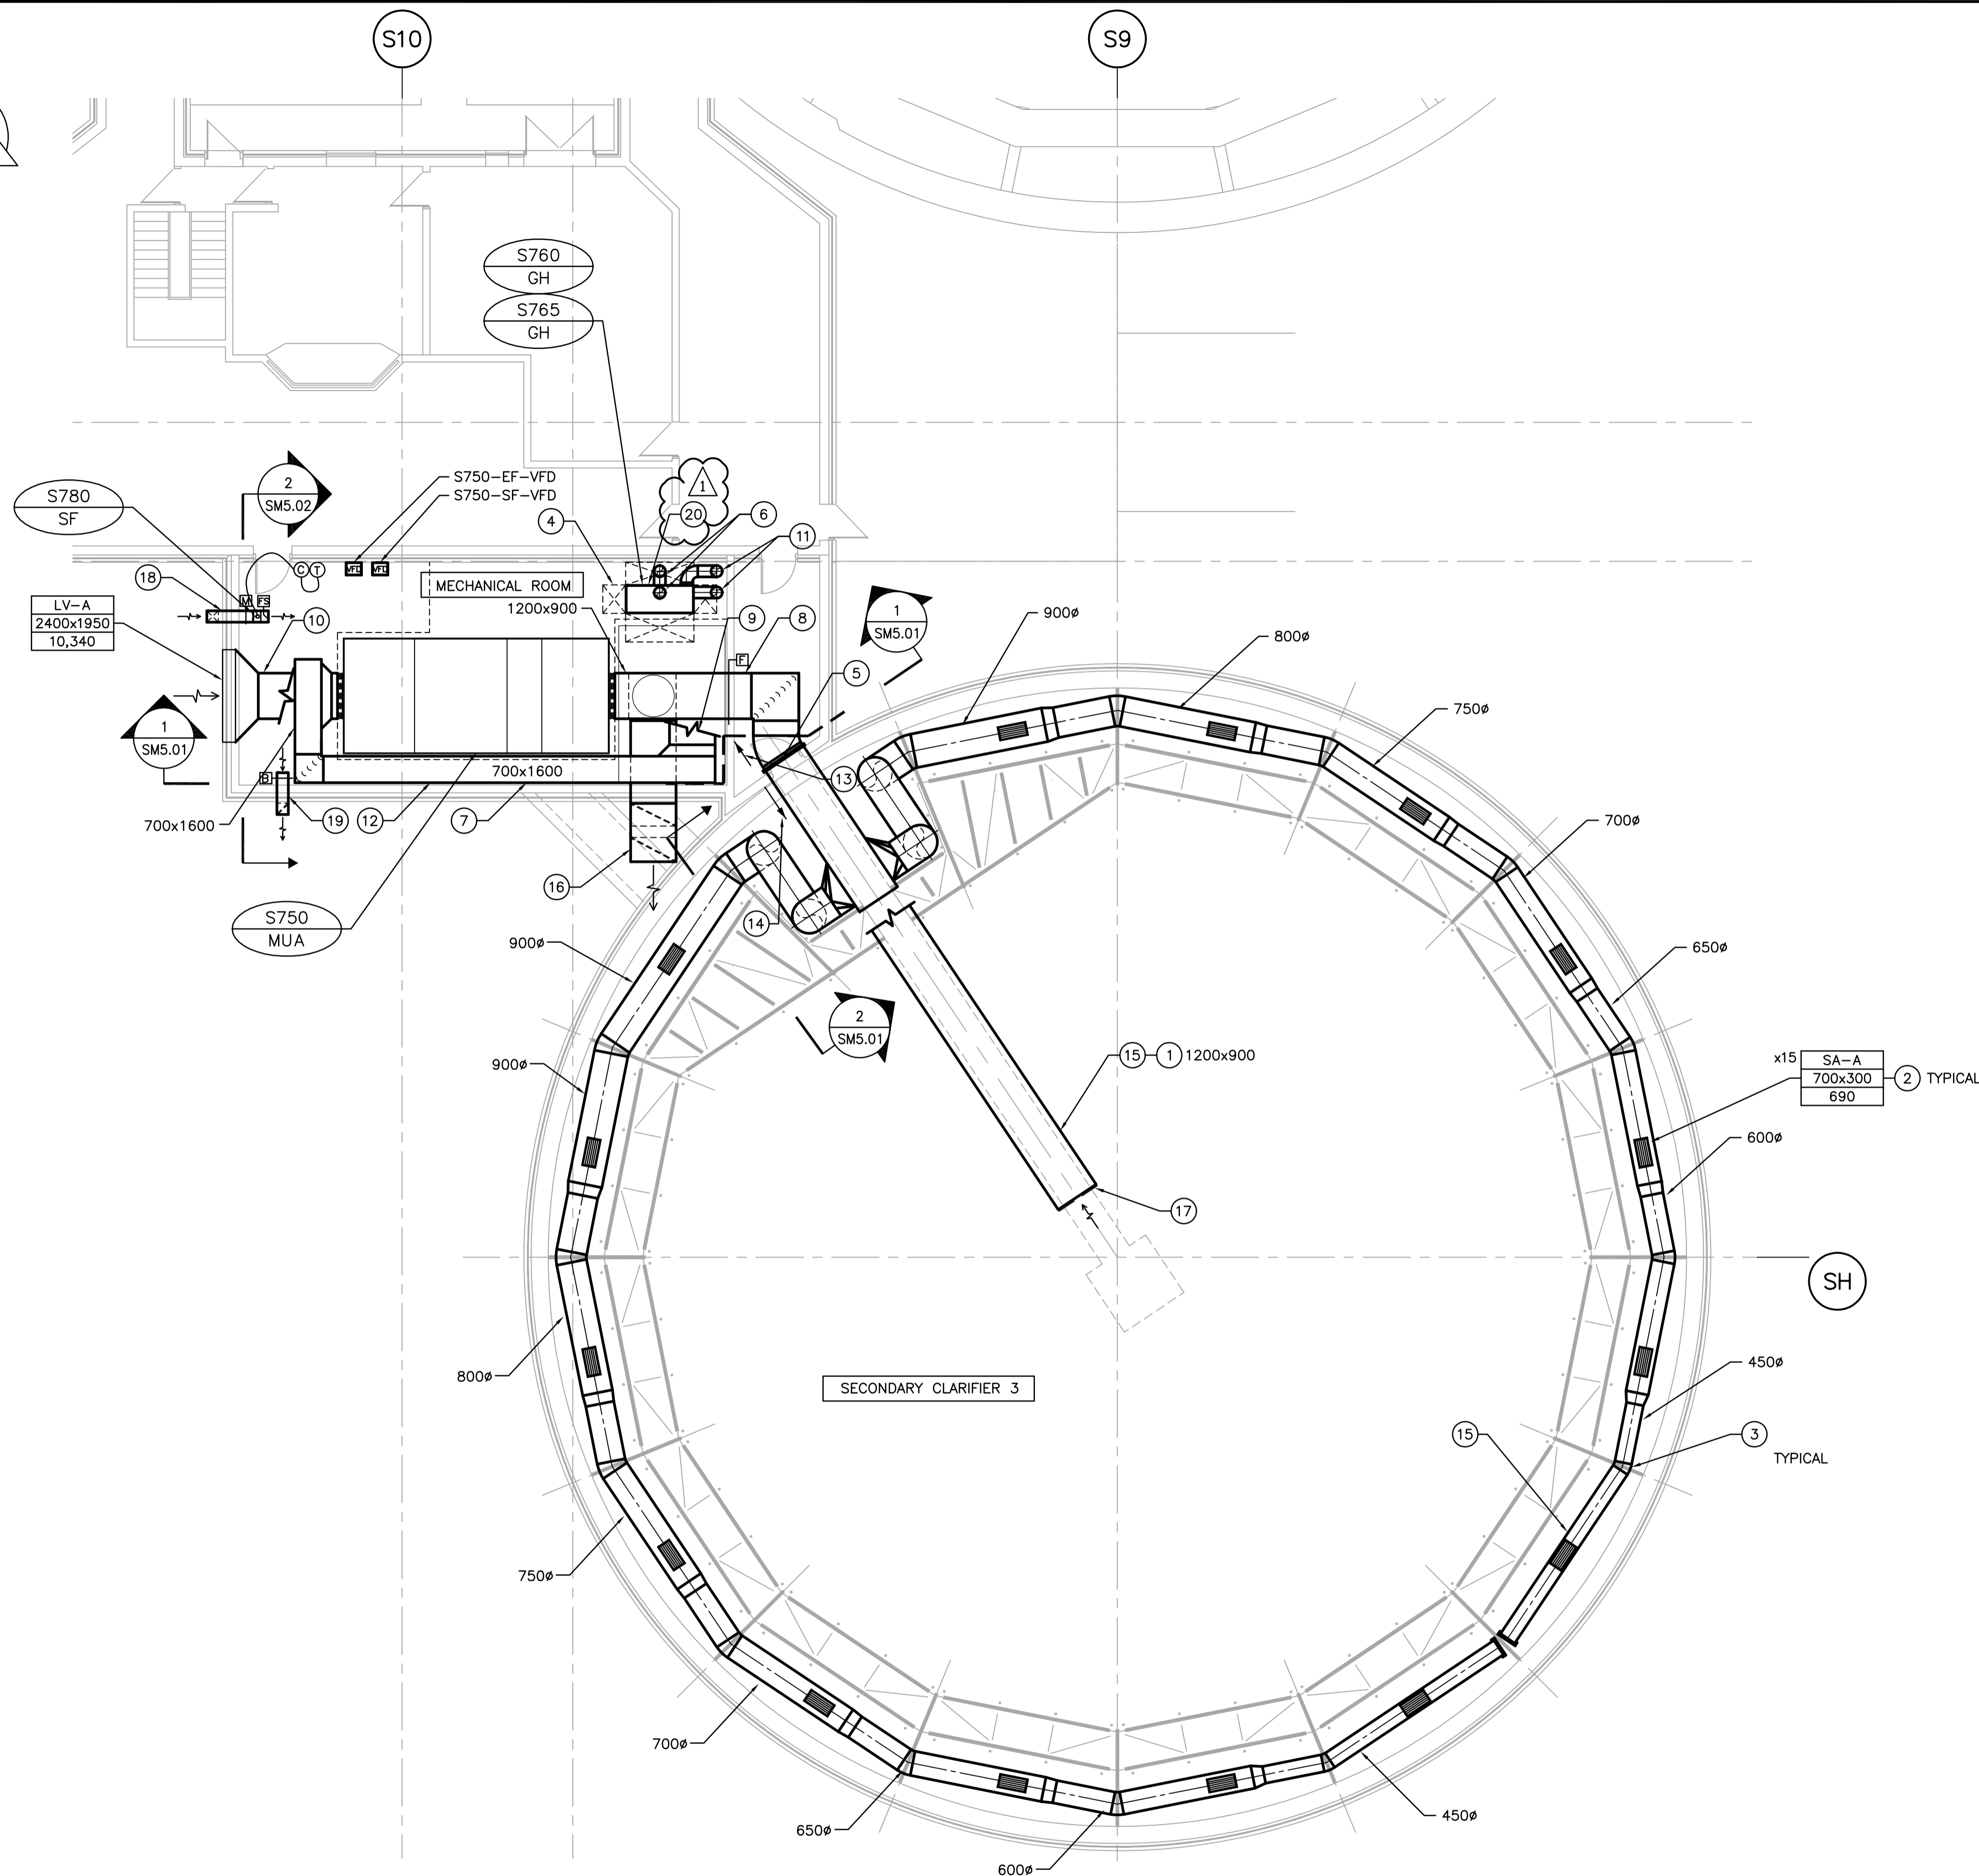 S10
S9
S760
GH
S765
GH
S780
SF
2
SM5.02
S750-EF-VFD
S750-SF-VFD
1
4
20
6
11
C
T
VFD
VFD
MECHANICAL ROOM
18
M
FS
LV-A
2400x1950
10,340
10
1200x900
9
8
1
SM5.01
900ø
800ø
F
5
750ø
1
SM5.01
700x1600
13
B
700x1600
19
12
7
700ø
16
14
S750
MUA
900ø
650ø
2
SM5.01
900ø
15
1
1200x900
x15
SA-A
700x300
690
2
TYPICAL
600ø
17
SH
800ø
SECONDARY CLARIFIER 3
450ø
15
3
TYPICAL
750ø
700ø
650ø
450ø
600ø